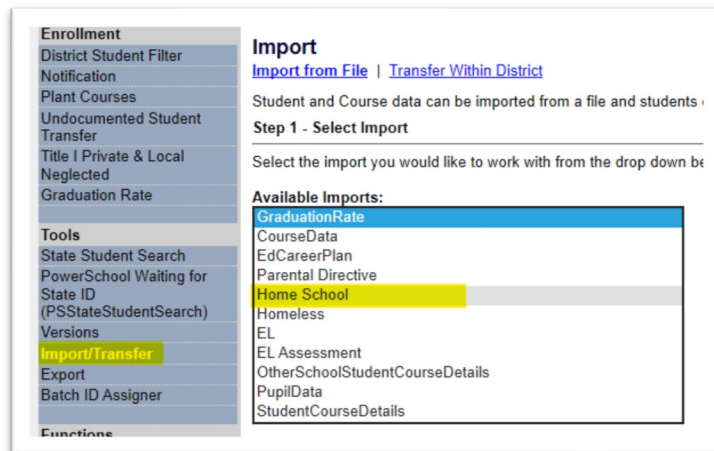 Enrollment
District Student Filter
Notification
Plant Courses
Undocumented Student
Transfer
Title I Private & Local
Neglected
Graduation Rate
Tools
State Student Search
PowerSchool Waiting for
State ID
(PSStateStudentSearch)
Versions
Import/Transfer
Export
Batch ID Assigner
Functions
Import
Import from File | Transfer Within District
Student and Course data can be imported from a file and students
Step 1 - Select Import
Select the import you would like to work with from the drop down be
Available Imports:
GraduationRate
CourseData
EdCareerPlan
Parental Directive
Home School
Homeless
EL
EL Assessment
OtherSchoolStudentCourseDetails
PupilData
StudentCourseDetails